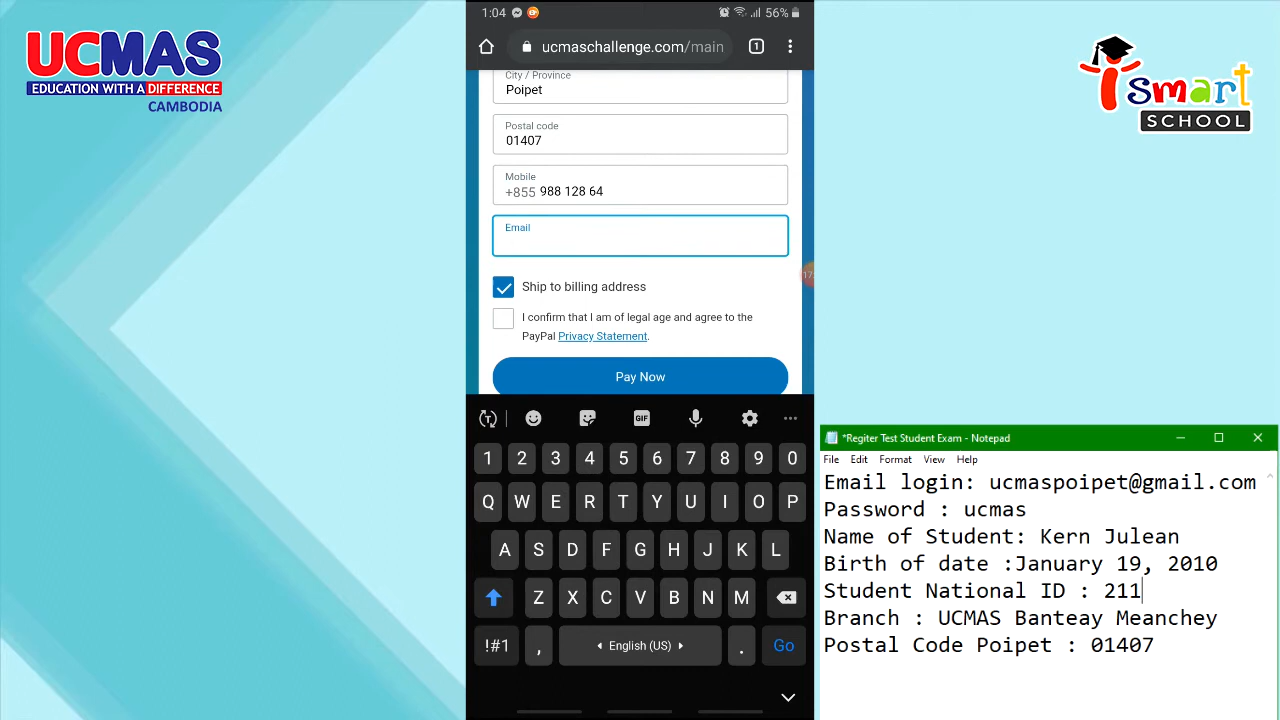 UCMAS
EDUCATION WITH A DIFFERENCE
CAMBODIA
1:04
56%
ucmaschallenge.com/main
1
City / Province
Poipet
Postal code
01407
Mobile
+855 988 128 64
Email
Ship to billing address
I confirm that I am of legal age and agree to the
PayPal Privacy Statement.
Pay Now
GIF
1 2 3 4 5 6 7 8 9 0
Q W E R T Y U I O P
A S D F G H J K L
Z X C V B N M
!#1 , English (US) . Go
i Smart
SCHOOL
*Regiter Test Student Exam - Notepad
File Edit Format View Help
Email login: ucmaspoipet@gmail.com
Password : ucmas
Name of Student: Kern Julean
Birth of date :January 19, 2010
Student National ID : 211
Branch : UCMAS Banteay Meanchey
Postal Code Poipet : 01407